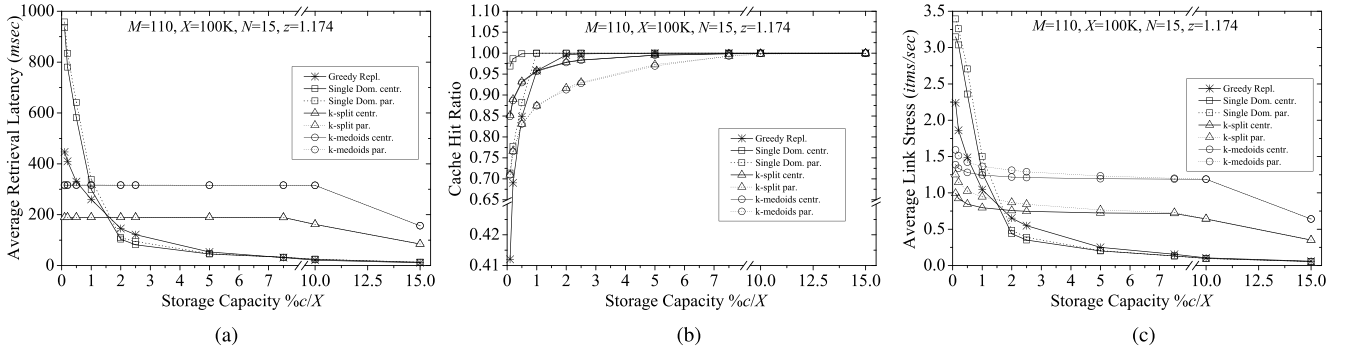 M=110, X=100K, N=15, z=1.174
Average Retrieval Latency (msec)
1000
800
600
400
200
0
Greedy Repl.
Single Dom. centr.
Single Dom. par.
k-split centr.
k-split par.
k-medoids centr.
k-medoids par.
0 1 2 3 4 5 6 7 10.0 12.5 15.0
Storage Capacity %c/X
(a)
M=110, X=100K, N=15, z=1.174
Cache Hit Ratio
1.10
1.05
1.00
0.95
0.90
0.85
0.80
0.75
0.70
0.65
0.42
0.41
Greedy Repl.
Single Dom. centr.
Single Dom. par.
k-split centr.
k-split par.
k-medoids centr.
k-medoids par.
0 1 2 3 4 5 6 7 10.0 12.5 15.0
Storage Capacity %c/X
(b)
M=110, X=100K, N=15, z=1.174
Average Link Stress (itms/sec)
3.5
3.0
2.5
2.0
1.5
1.0
0.5
0.0
Greedy Repl.
Single Dom. centr.
Single Dom. par.
k-split centr.
k-split par.
k-medoids centr.
k-medoids par.
0 1 2 3 4 5 6 7 10.0 12.5 15.0
Storage Capacity %c/X
(c)